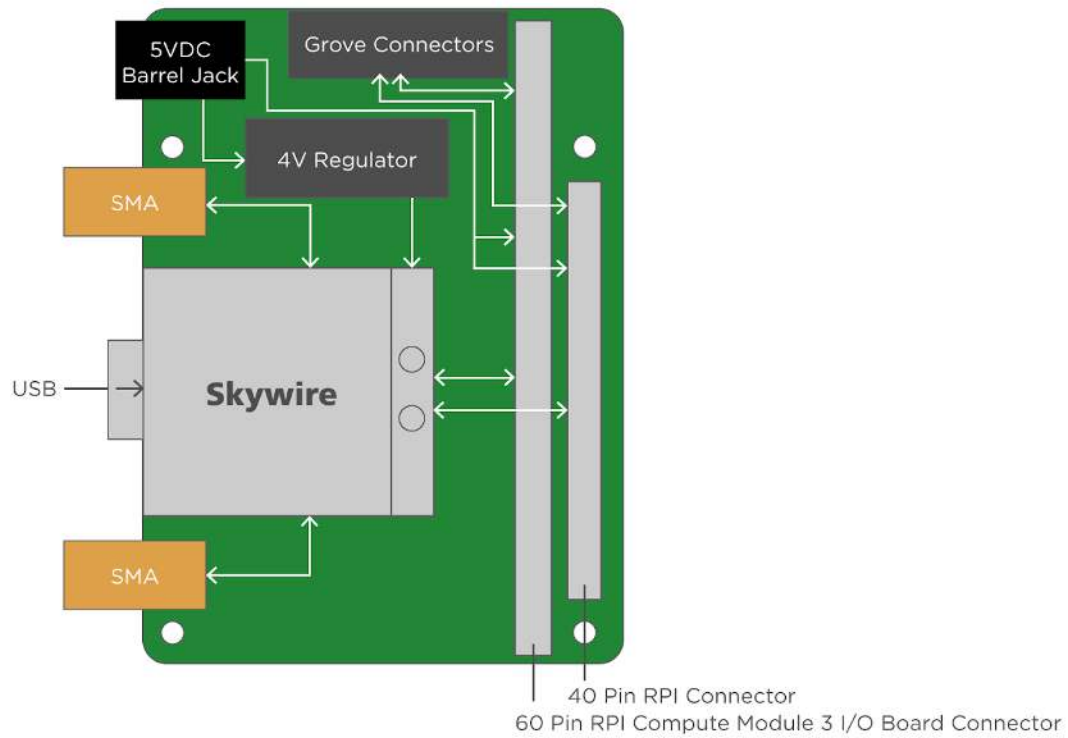 5VDC
Barrel Jack
Grove Connectors
4V Regulator
SMA
USB
Skywire
SMA
40 Pin RPI Connector
60 Pin RPI Compute Module 3 I/O Board Connector